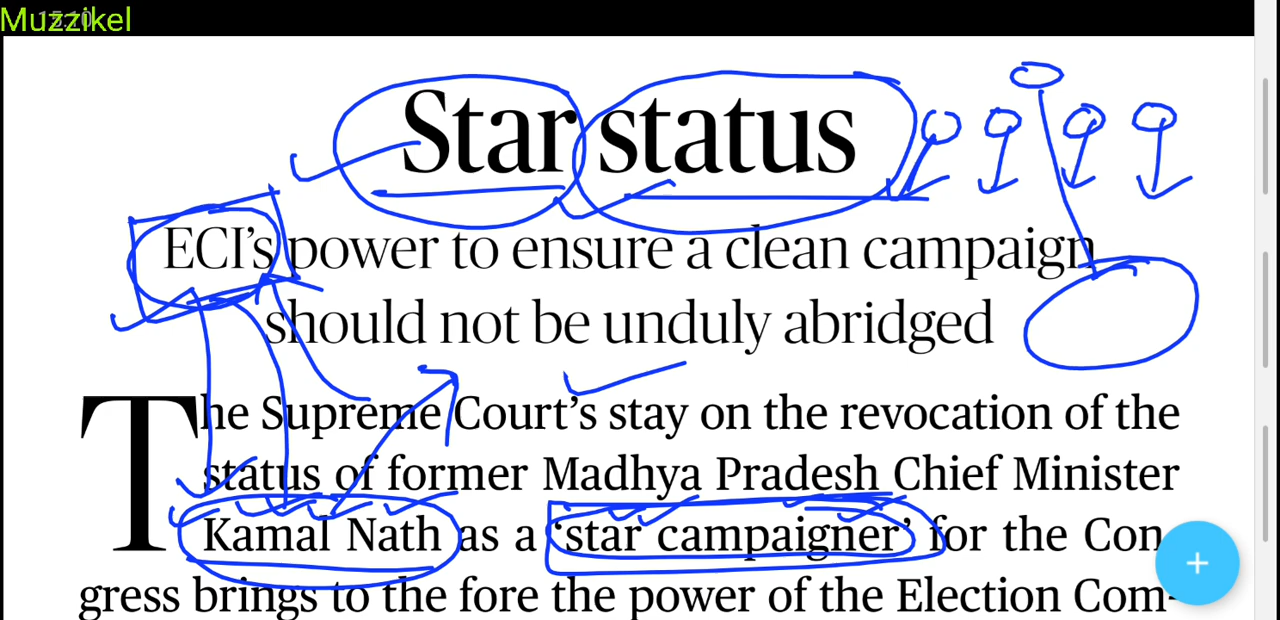 Muzzikel
Star status
ECI's power to ensure a clean campaign
should not be unduly abridged
The Supreme Court's stay on the revocation of the
status of former Madhya Pradesh Chief Minister
Kamal Nath as a 'star campaigner' for the Con-
gress brings to the fore the power of the Election Com-